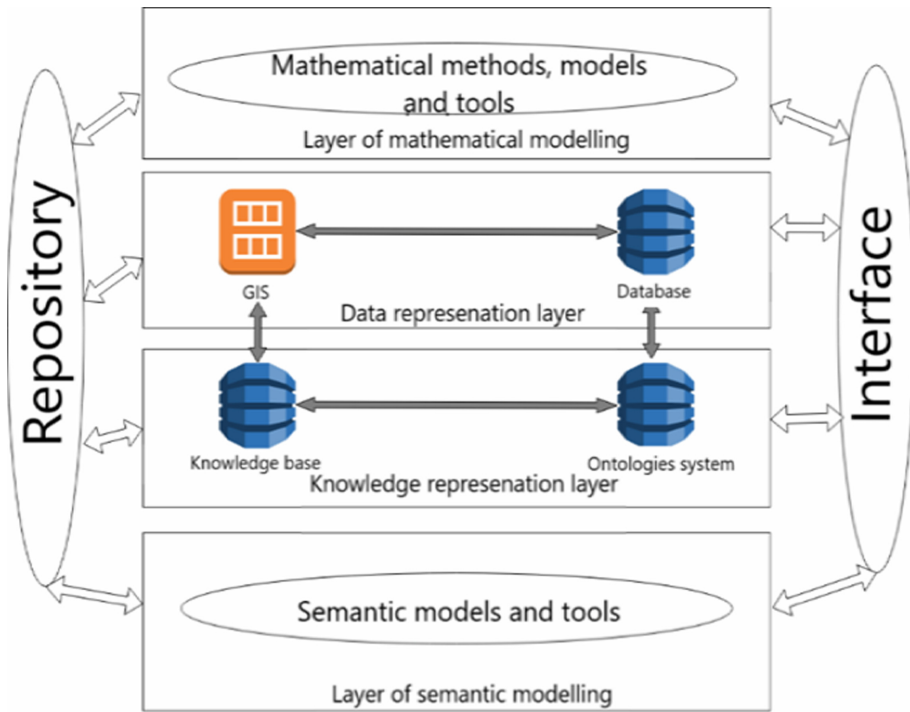 Mathematical methods, models
and tools
Layer of mathematical modelling
Repository
GIS
Database
Data represenation layer
Interface
Knowledge base
Ontologies system
Knowledge represenation layer
Semantic models and tools
Layer of semantic modelling